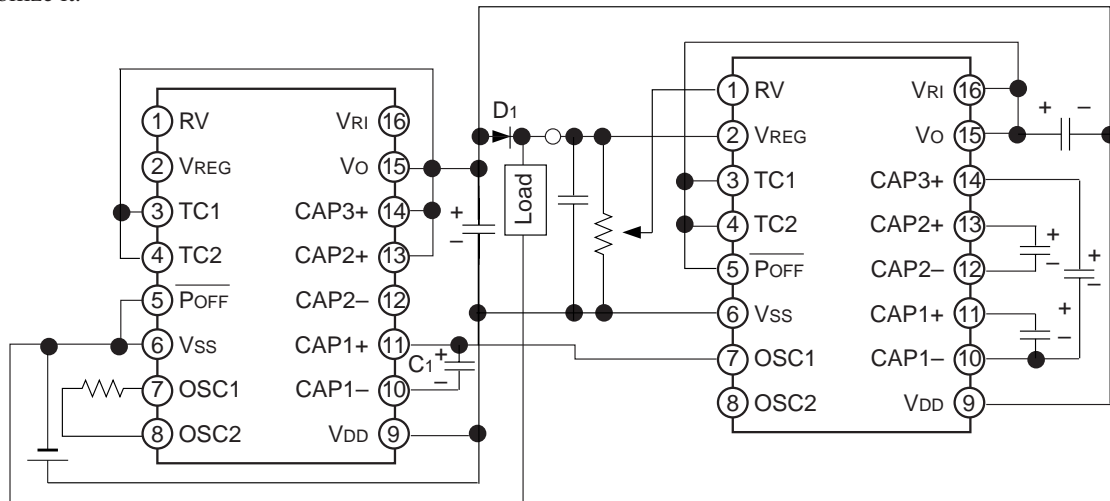 omize it.
1 RV
2 VREG
3 TC1
4 TC2
5 POFF
6 VSS
7 OSC1
8 OSC2
VRI 16
VO 15
CAP3+ 14
CAP2+ 13
CAP2– 12
CAP1+ 11
CAP1– 10
VDD 9
C1
+
–
+
–
D1
Load
1 RV
2 VREG
3 TC1
4 TC2
5 POFF
6 VSS
7 OSC1
8 OSC2
VRI 16
VO 15
CAP3+ 14
CAP2+ 13
CAP2– 12
CAP1+ 11
CAP1– 10
VDD 9
+ –
+
–
+
–
+
–